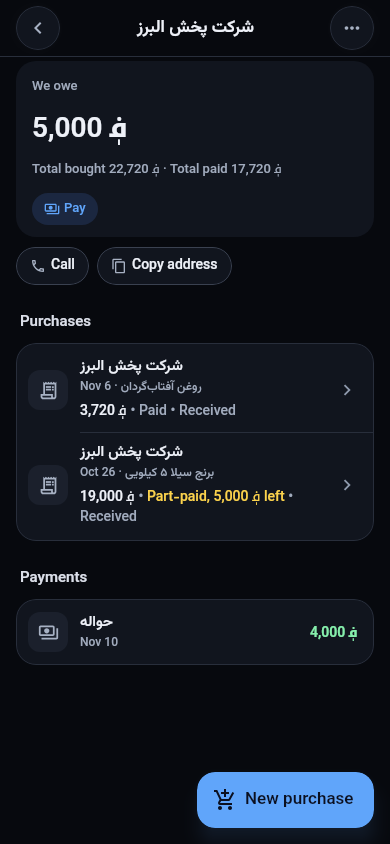 شرکت پخش البرز
We owe
5,000 ؋
Total bought 22,720 ؋ · Total paid 17,720 ؋
Pay
Call
Copy address
Purchases
شرکت پخش البرز
Nov 6 · روغن آفتاب‌گردان
3,720 ؋ • Paid • Received
شرکت پخش البرز
Oct 26 · برنج سیلا ۵ کیلویی
19,000 ؋ • Part-paid, 5,000 ؋ left •
Received
Payments
حواله
4,000 ؋
Nov 10
New purchase